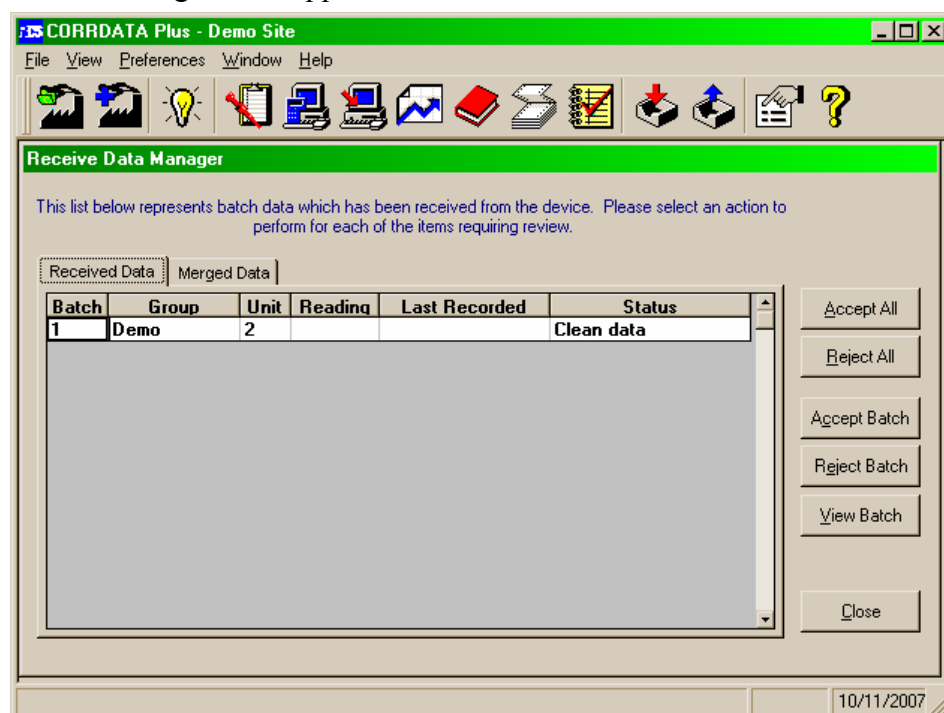 CORRDATA Plus - Demo Site
File View Preferences Window Help
Receive Data Manager
This list below represents batch data which has been received from the device. Please select an action to
perform for each of the items requiring review.
Received Data Merged Data
Batch Group Unit Reading Last Recorded Status
1 Demo 2 Clean data
Accept All
Reject All
Accept Batch
Reject Batch
View Batch
Close
10/11/2007